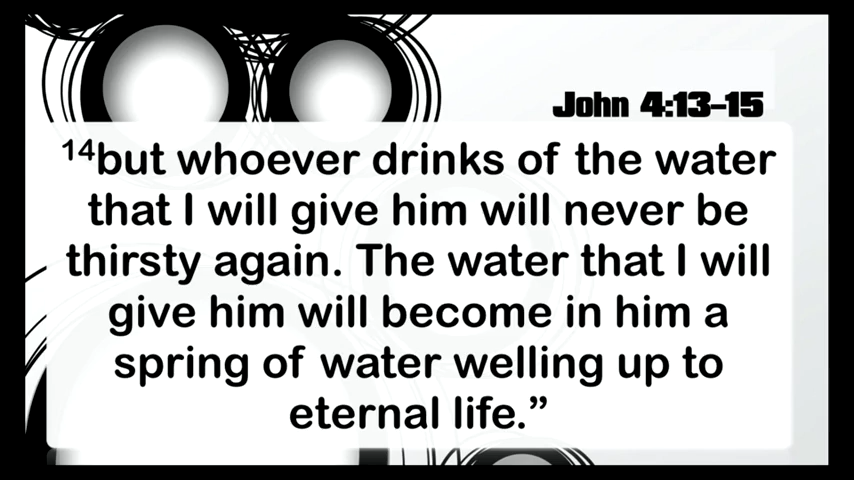 John 4:13–15
14but whoever drinks of the water
that I will give him will never be
thirsty again. The water that I will
give him will become in him a
spring of water welling up to
eternal life.”